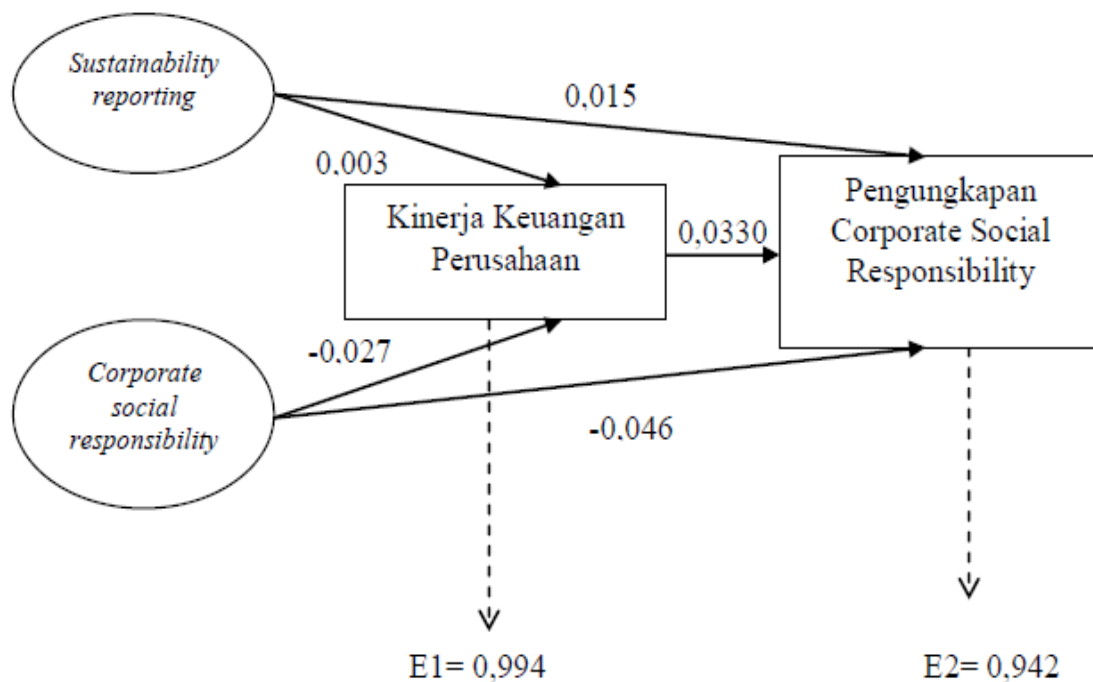 Sustainability
reporting
0,015
0,003
Kinerja Keuangan
Perusahaan
0,0330
Pengungkapan
Corporate Social
Responsibility
-0,027
Corporate
social
responsibility
-0,046
E1= 0,994
E2= 0,942